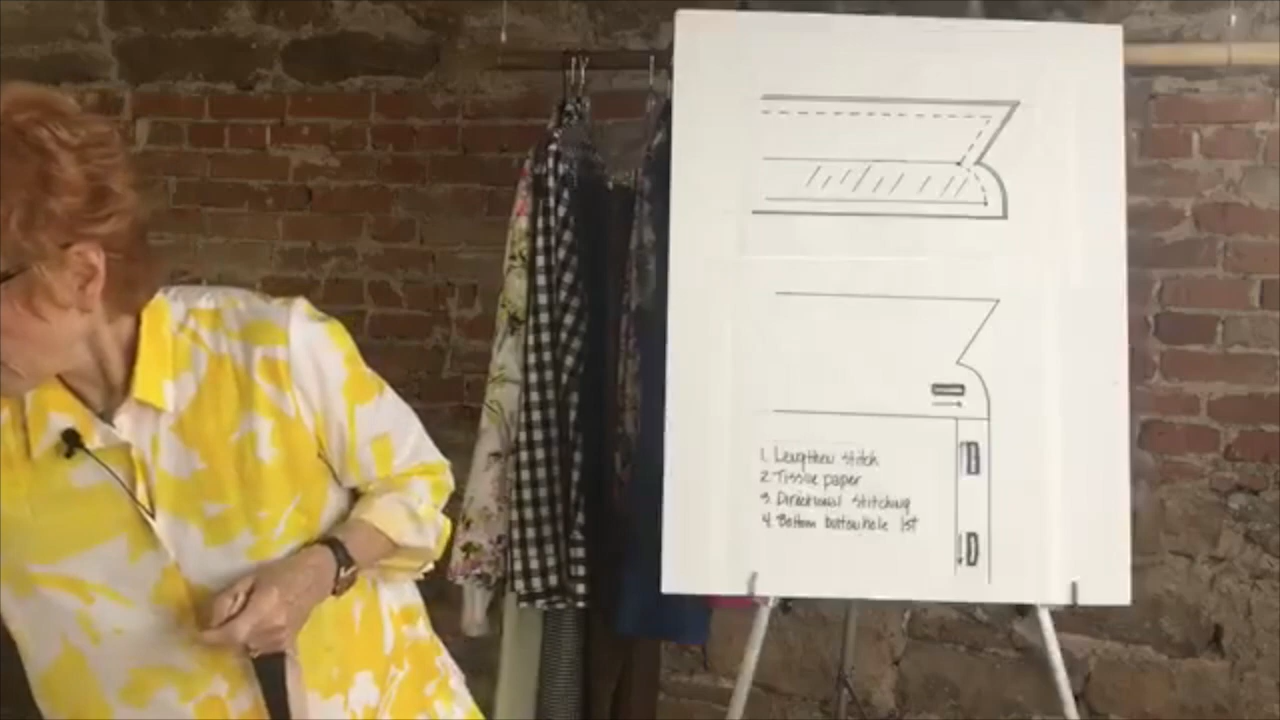 1. Lengthen stitch
2. Tissue paper
3. Directional stitching
4. Bottom buttonhole 1st